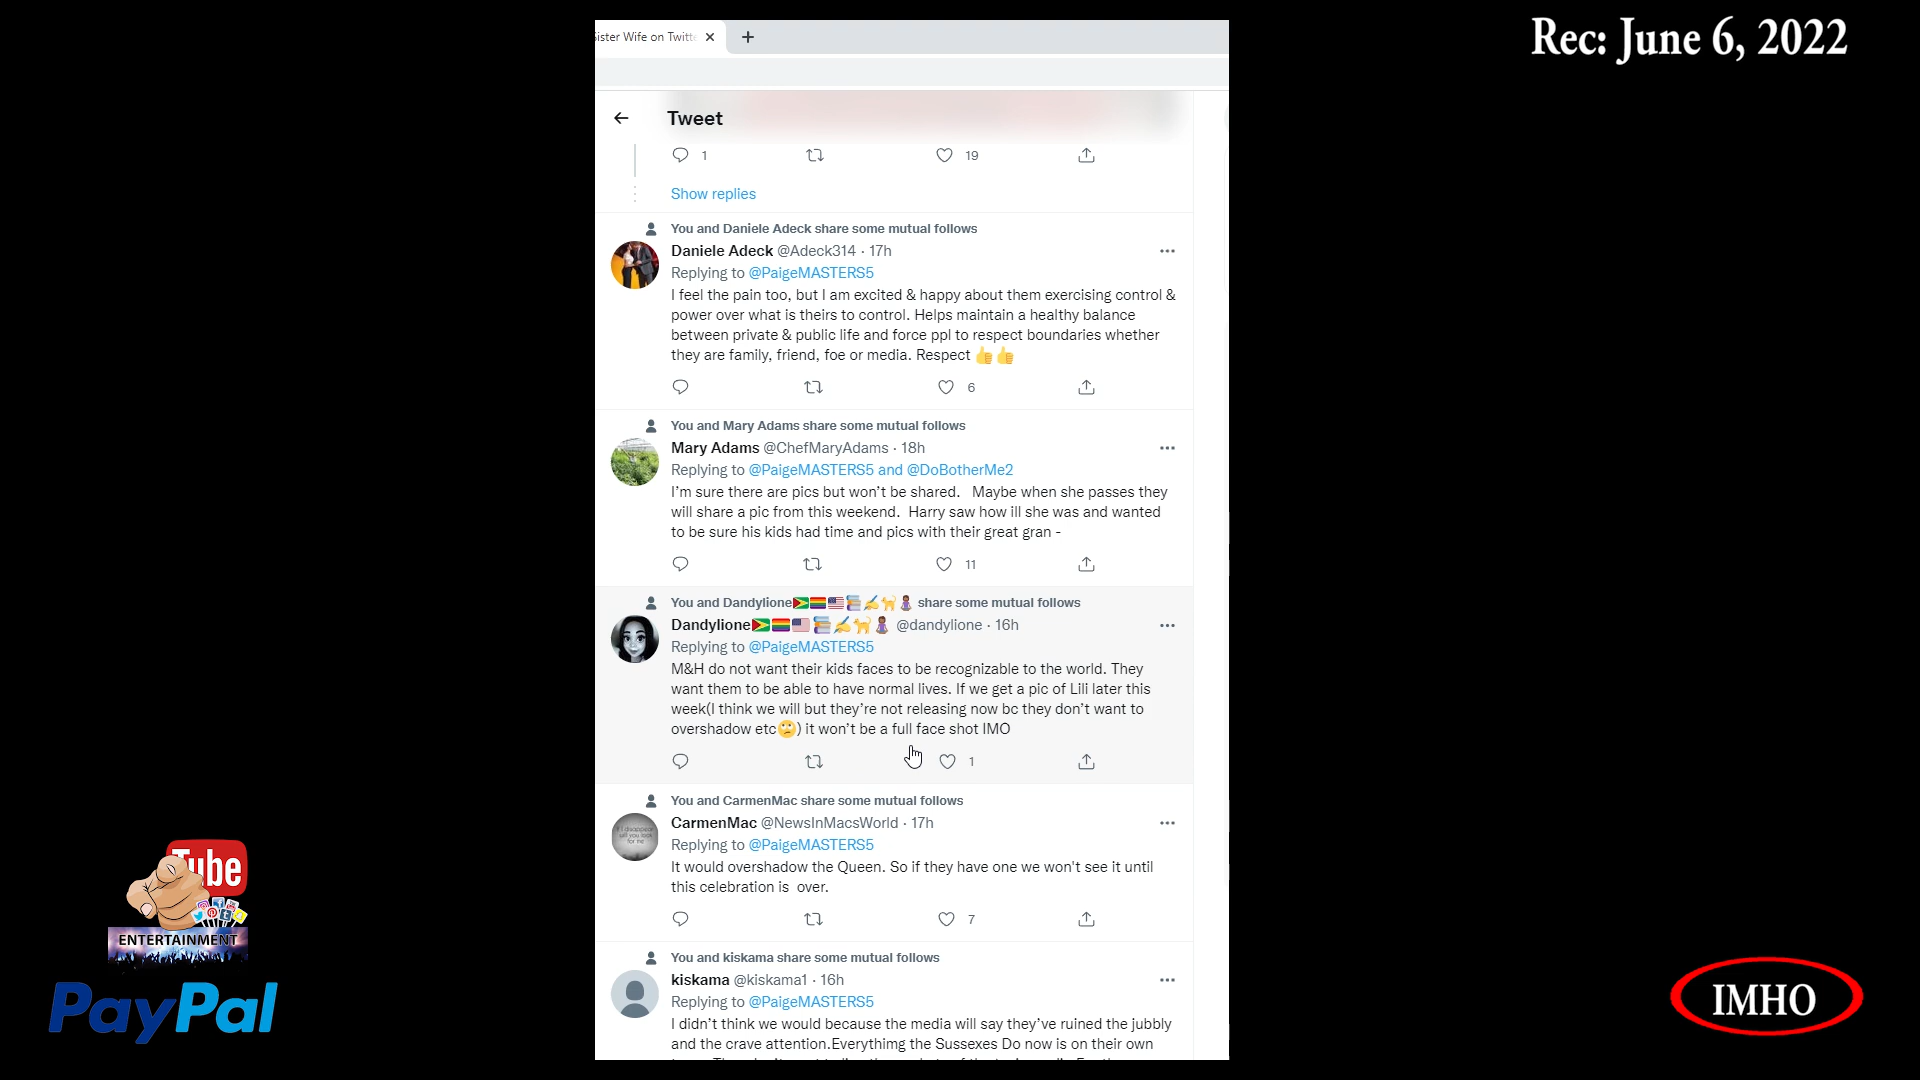 Rec: June 6, 2022
Sister Wife on Twitt
Tweet
1
19
Show replies
You and Daniele Adeck share some mutual follows
Daniele Adeck @Adeck314 · 17h
Replying to @PaigeMASTERS5
I feel the pain too, but I am excited & happy about them exercising control &
power over what is theirs to control. Helps maintain a healthy balance
between private & public life and force ppl to respect boundaries whether
they are family, friend, foe or media. Respect 👍👍
6
You and Mary Adams share some mutual follows
Mary Adams @ChefMaryAdams · 18h
Replying to @PaigeMASTERS5 and @DoBotherMe2
I’m sure there are pics but won’t be shared. Maybe when she passes they
will share a pic from this weekend. Harry saw how ill she was and wanted
to be sure his kids had time and pics with their great gran -
11
You and Dandylione🇬🇾🏳️‍🌈🇺🇸📚✍️🐈🧘🏾‍♀️ share some mutual follows
Dandylione🇬🇾🏳️‍🌈🇺🇸📚✍️🐈🧘🏾‍♀️ @dandylione · 16h
Replying to @PaigeMASTERS5
M&H do not want their kids faces to be recognizable to the world. They
want them to be able to have normal lives. If we get a pic of Lili later this
week(I think we will but they’re not releasing now bc they don’t want to
overshadow etc🙄) it won’t be a full face shot IMO
1
You and CarmenMac share some mutual follows
CarmenMac @NewsInMacsWorld · 17h
Replying to @PaigeMASTERS5
It would overshadow the Queen. So if they have one we won't see it until
this celebration is over.
7
You and kiskama share some mutual follows
kiskama @kiskama1 · 16h
Replying to @PaigeMASTERS5
I didn’t think we would because the media will say they’ve ruined the jubbly
and the crave attention.Everythimg the Sussexes Do now is on their own
Tube
ENTERTAINMENT
PayPal
IMHO